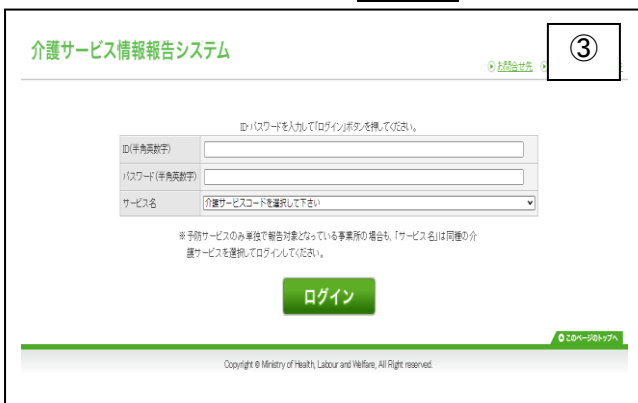 介護サービス情報報告システム
③
お問合せ先
ID・パスワードを入力して「ログイン」ボタンを押してください。
ID(半角英数字)
パスワード(半角英数字)
サービス名
介護サービスコードを選択して下さい
※予防サービスのみ単独で報告対象となっている事業所の場合も、「サービス名」は同種の介
護サービスを選択してログインしてください。
ログイン
このページのトップへ
Copyright © Ministry of Health, Labour and Welfare, All Right reserved.